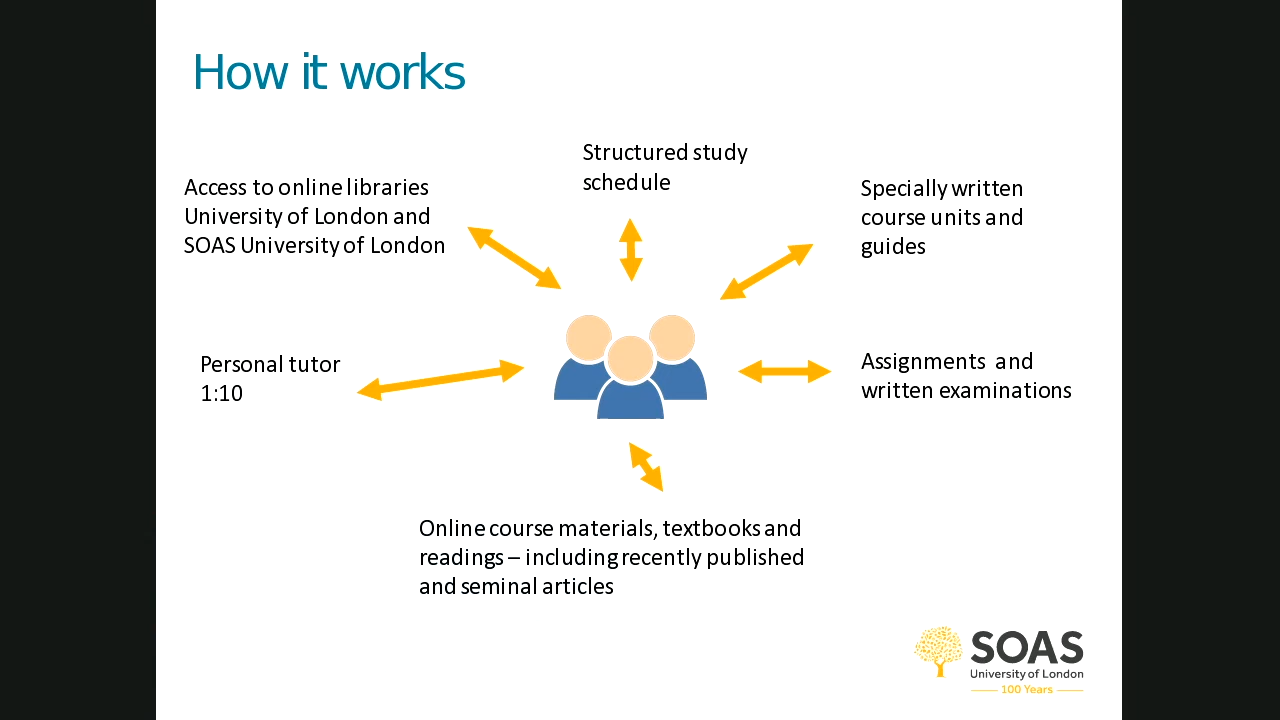 How it works
Structured study
schedule
Access to online libraries
University of London and
SOAS University of London
Specially written
course units and
guides
Personal tutor
1:10
Assignments and
written examinations
Online course materials, textbooks and
readings – including recently published
and seminal articles
SOAS
University of London
100 Years